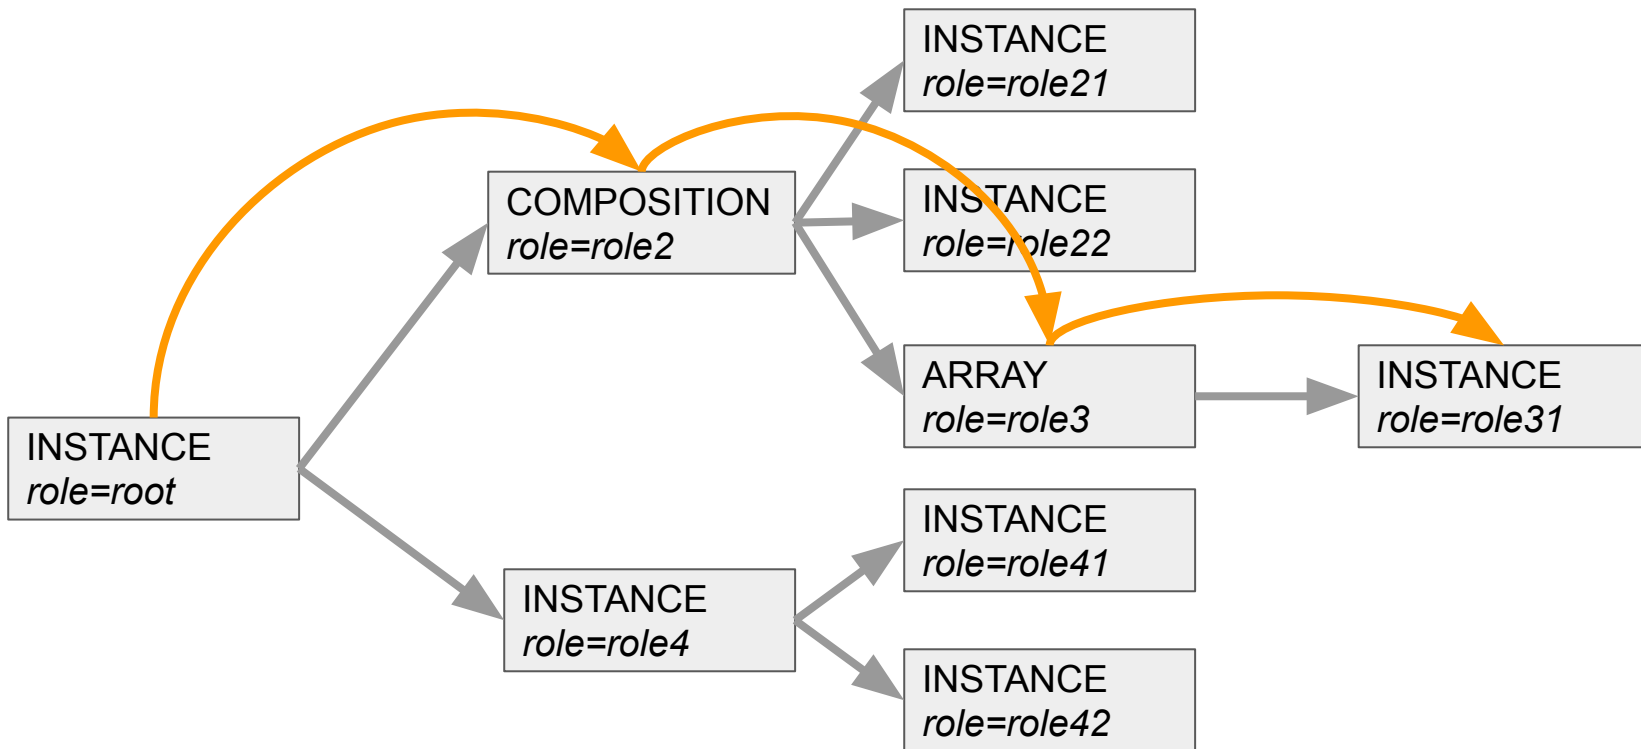 INSTANCE
role=role21
COMPOSITION
role=role2
INSTANCE
role=role22
ARRAY
role=role3
INSTANCE
role=role31
INSTANCE
role=root
INSTANCE
role=role41
INSTANCE
role=role4
INSTANCE
role=role42